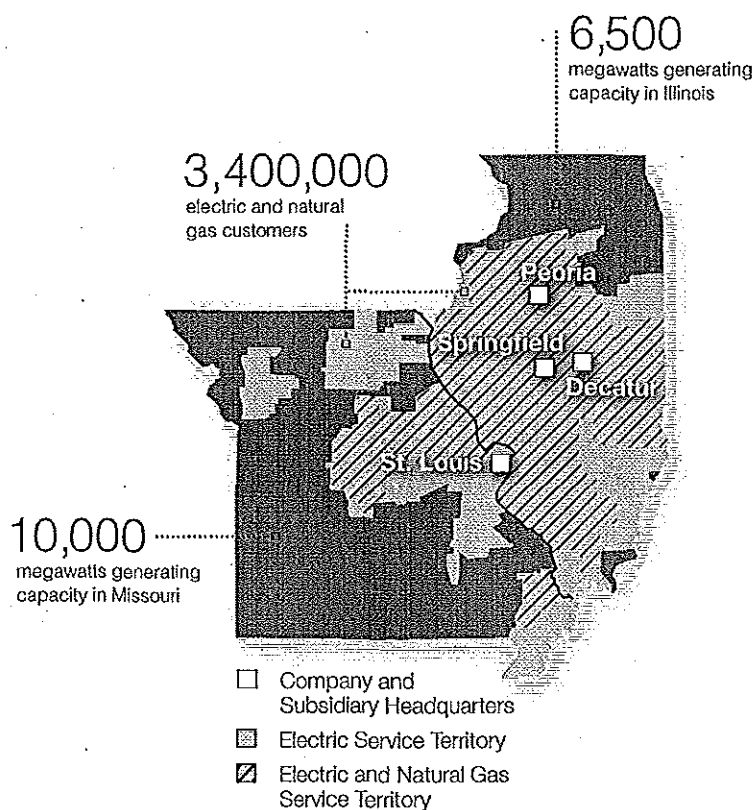 6,500
megawatts generating
capacity in Illinois
3,400,000
electric and natural
gas customers
Peoria
Springfield
Decatur
St. Louis
10,000
megawatts generating
capacity in Missouri
Company and
Subsidiary Headquarters
Electric Service Territory
Electric and Natural Gas
Service Territory